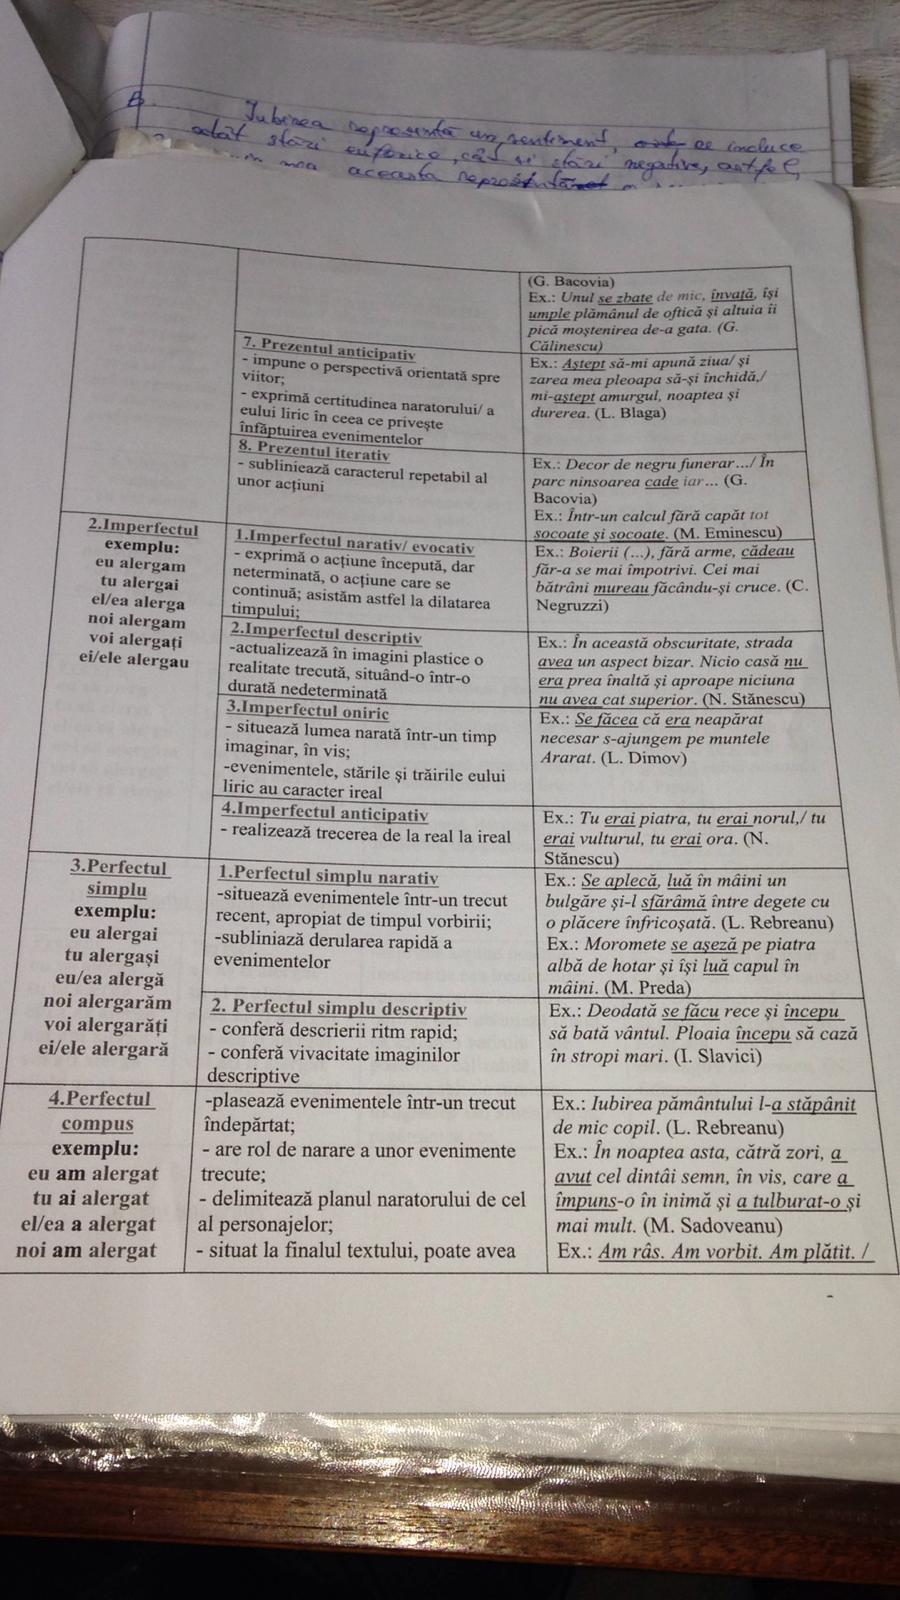 B. Iubirea reprezintă un sentiment, ce include
atât stări euforice, cât și stări negative, astfel,
mea aceasta
(G. Bacovia)
Ex.: Unul se zbate de mic, învață, își
umple plămânul de oftică și altuia îi
pică moștenirea de-a gata. (G.
Călinescu)
7. Prezentul anticipativ
- impune o perspectivă orientată spre
viitor;
- exprimă certitudinea naratorului/ a
eului liric în ceea ce privește
înfăptuirea evenimentelor
Ex.: Aștept să-mi apună ziua/ și
zarea mea pleoapa să-și închidă,/
mi-aștept amurgul, noaptea și
durerea. (L. Blaga)
8. Prezentul iterativ
- subliniează caracterul repetabil al
unor acțiuni
Ex.: Decor de negru funerar.../ În
parc ninsoarea cade iar... (G.
Bacovia)
Ex.: Într-un calcul fără capăt tot
socoate și socoate. (M. Eminescu)
2.Imperfectul
exemplu:
eu alergam
tu alergai
el/ea alerga
noi alergam
voi alergați
ei/ele alergau
1.Imperfectul narativ/ evocativ
- exprimă o acțiune începută, dar
neterminată, o acțiune care se
continuă; asistăm astfel la dilatarea
timpului;
Ex.: Boierii (...), fără arme, cădeau
făr-a se mai împotrivi. Cei mai
bătrâni mureau făcându-și cruce. (C.
Negruzzi)
2.Imperfectul descriptiv
-actualizează în imagini plastice o
realitate trecută, situând-o într-o
durată nedeterminată
Ex.: În această obscuritate, strada
avea un aspect bizar. Nicio casă nu
era prea înaltă și aproape niciuna
nu avea cat superior. (N. Stănescu)
3.Imperfectul oniric
- situează lumea narată într-un timp
imaginar, în vis;
-evenimentele, stările și trăirile eului
liric au caracter ireal
Ex.: Se făcea că era neapărat
necesar s-ajungem pe muntele
Ararat. (L. Dimov)
4.Imperfectul anticipativ
- realizează trecerea de la real la ireal
Ex.: Tu erai piatra, tu erai norul,/ tu
erai vulturul, tu erai ora. (N.
Stănescu)
3.Perfectul
simplu
exemplu:
eu alergai
tu alergași
eu/ea alergă
noi alergarăm
voi alergarăți
ei/ele alergară
1.Perfectul simplu narativ
-situează evenimentele într-un trecut
recent, apropiat de timpul vorbirii;
-subliniază derularea rapidă a
evenimentelor
Ex.: Se aplecă, luă în mâini un
bulgăre și-l sfărâmă între degete cu
o plăcere înfricoșată. (L. Rebreanu)
Ex.: Moromete se așeză pe piatra
albă de hotar și își luă capul în
mâini. (M. Preda)
2. Perfectul simplu descriptiv
- conferă descrierii ritm rapid;
- conferă vivacitate imaginilor
descriptive
Ex.: Deodată se făcu rece și începu
să bată vântul. Ploaia începu să cază
în stropi mari. (I. Slavici)
4.Perfectul
compus
exemplu:
eu am alergat
tu ai alergat
el/ea a alergat
noi am alergat
-plasează evenimentele într-un trecut
îndepărtat;
- are rol de narare a unor evenimente
trecute;
- delimitează planul naratorului de cel
al personajelor;
- situat la finalul textului, poate avea
Ex.: Iubirea pământului l-a stăpânit
de mic copil. (L. Rebreanu)
Ex.: În noaptea asta, cătră zori, a
avut cel dintâi semn, în vis, care a
împuns-o în inimă și a tulburat-o și
mai mult. (M. Sadoveanu)
Ex.: Am râs. Am vorbit. Am plătit. /